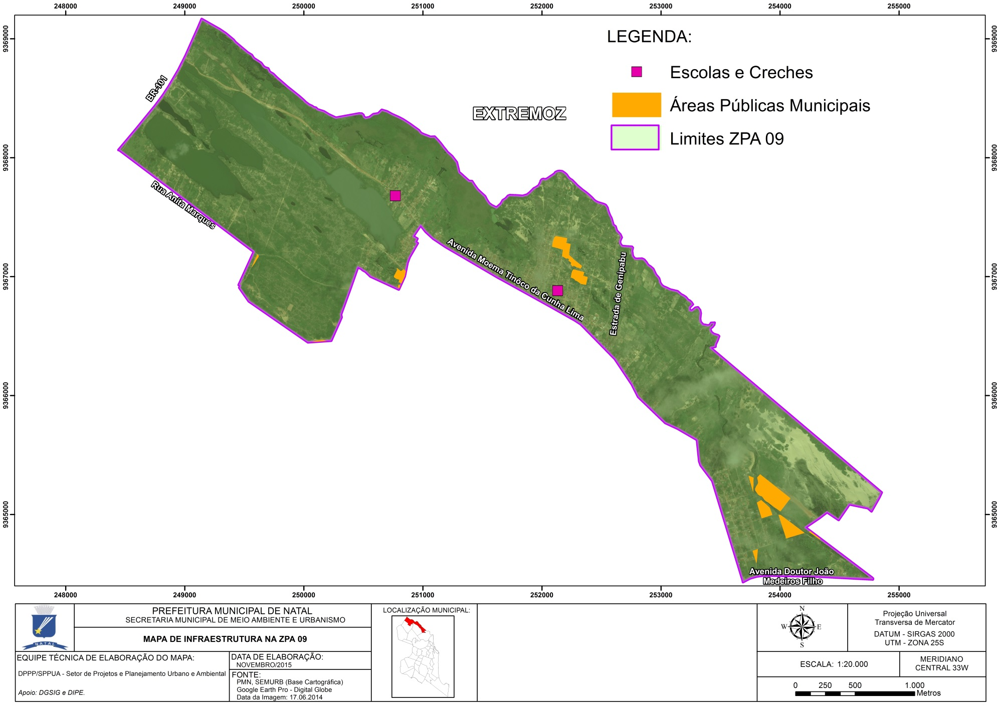 248000 249000 250000 251000 252000 253000 254000 255000
9369000
9368000
9367000
9366000
9365000
9369000
9368000
9367000
9366000
9365000
LEGENDA:
Escolas e Creches
Áreas Públicas Municipais
Limites ZPA 09
EXTREMOZ
BR-101
Rua Anita Marques
Avenida Moema Tinôco da Cunha Lima
Estrada de Genipabu
Avenida Doutor João
Medeiros Filho
248000 249000 250000 251000 252000 253000 254000 255000
NATAL
PREFEITURA MUNICIPAL DE NATAL
SECRETARIA MUNICIPAL DE MEIO AMBIENTE E URBANISMO
MAPA DE INFRAESTRUTURA NA ZPA 09
EQUIPE TÉCNICA DE ELABORAÇÃO DO MAPA:
DPPP/SPPUA - Setor de Projetos e Planejamento Urbano e Ambiental
Apoio: DGSIG e DIPE.
DATA DE ELABORAÇÃO:
NOVEMBRO/2015
FONTE:
PMN, SEMURB (Base Cartográfica)
Google Earth Pro - Digital Globe
Data da Imagem: 17.06.2014
LOCALIZAÇÃO MUNICIPAL:
N
W E
S
Projeção Universal
Transversa de Mercator
DATUM - SIRGAS 2000
UTM - ZONA 25S
ESCALA: 1:20.000
MERIDIANO
CENTRAL 33W
0 250 500 1.000
Metros